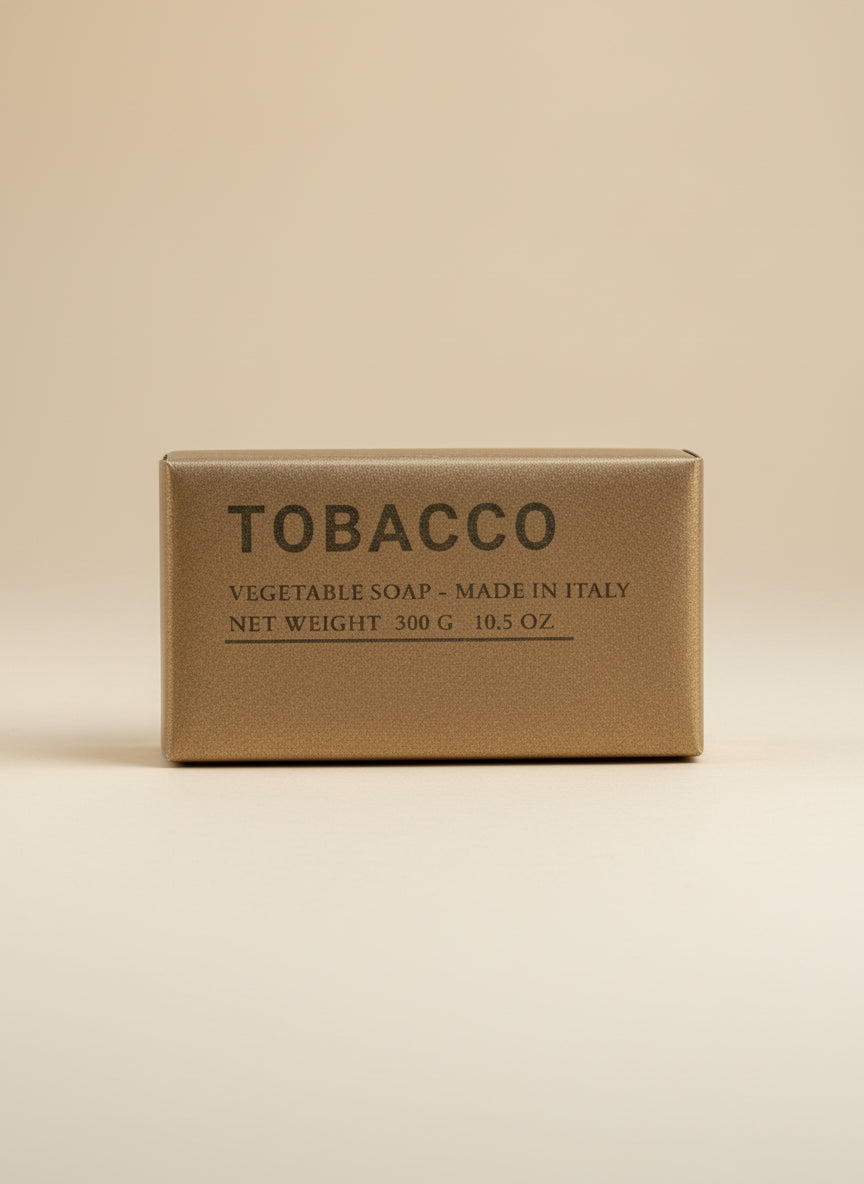 TOBACCO
VEGETABLE SOAP - MADE IN ITALY
NET WEIGHT 300 G 10.5 OZ